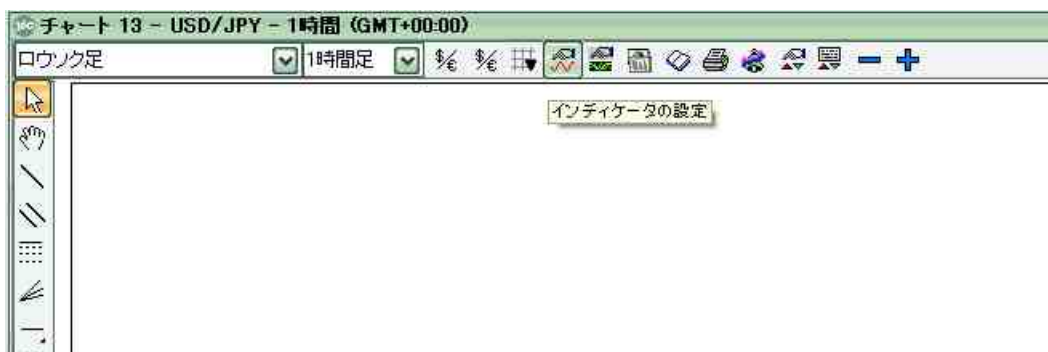 チャート 13 - USD/JPY - 1時間 (GMT+00:00)
ロウソク足 1時間足
インディケータの設定